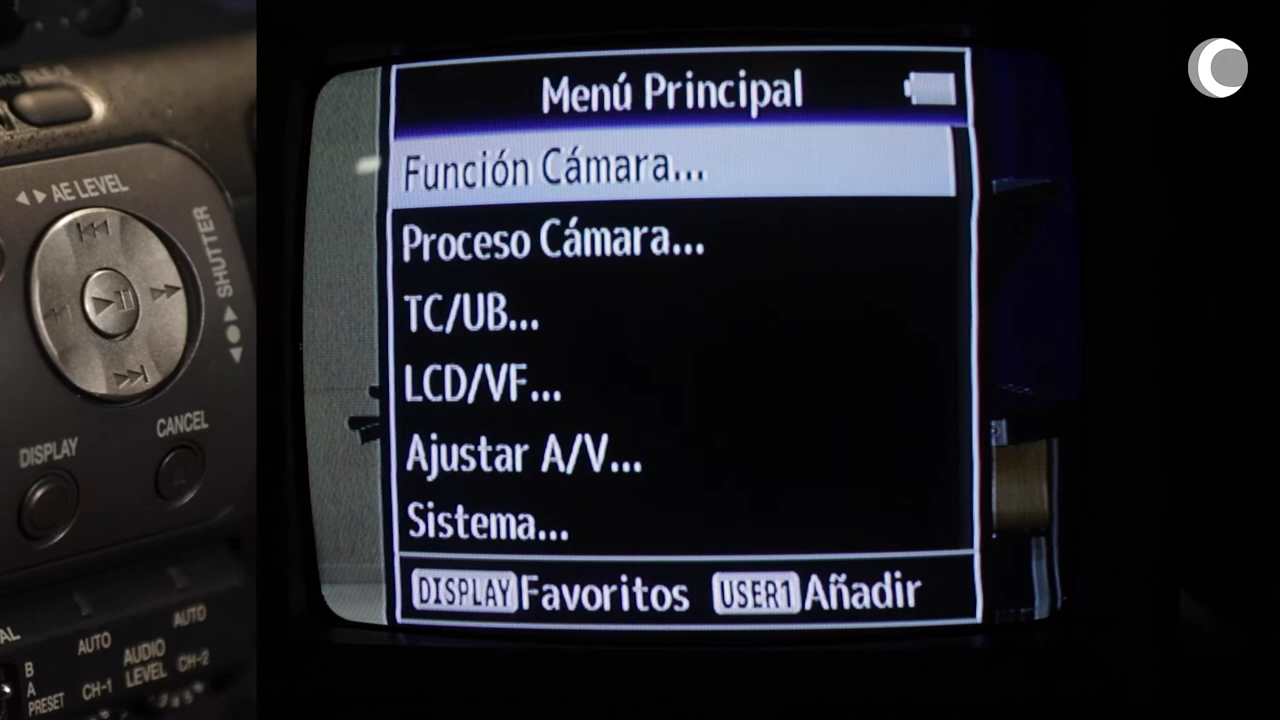 ◀▶ AE LEVEL
◀●▶ SHUTTER
DISPLAY
CANCEL
AUTO
AUTO
B
A
PRESET
CH-1
AUDIO
LEVEL
CH-2
Menú Principal
Función Cámara...
Proceso Cámara...
TC/UB...
LCD/VF...
Ajustar A/V...
Sistema...
DISPLAY Favoritos USER1 Añadir